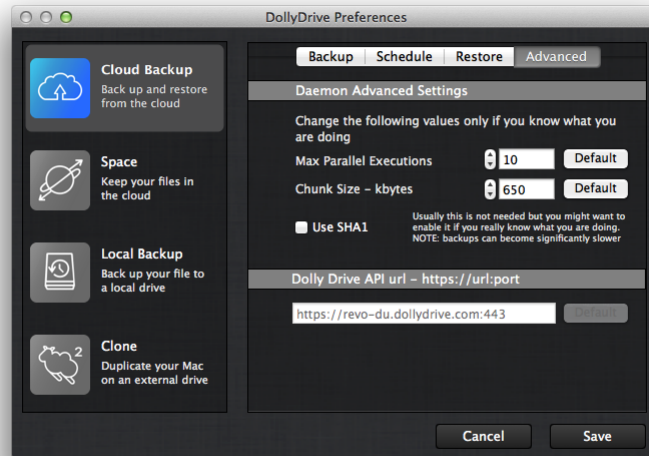 DollyDrive Preferences
Cloud Backup
Back up and restore
from the cloud
Space
Keep your files in
the cloud
Local Backup
Back up your file to
a local drive
2
Clone
Duplicate your Mac
on an external drive
Backup Schedule Restore Advanced
Daemon Advanced Settings
Change the following values only if you know what you
are doing
Max Parallel Executions 10 Default
Chunk Size - kbytes 650 Default
Use SHA1
Usually this is not needed but you might want to
enable it if you really know what you are doing.
NOTE: backups can become significantly slower
Dolly Drive API url - https://url:port
https://revo-du.dollydrive.com:443 Default
Cancel Save